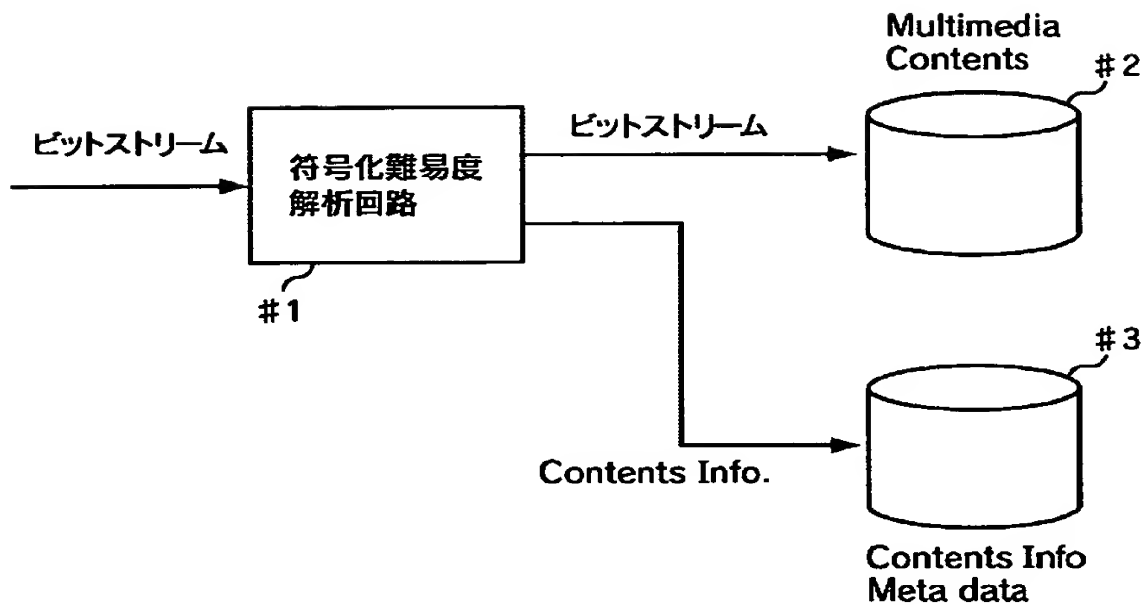 Multimedia
Contents
#2
ビットストリーム
ビットストリーム
符号化難易度
解析回路
#1
#3
Contents Info.
Contents Info
Meta data